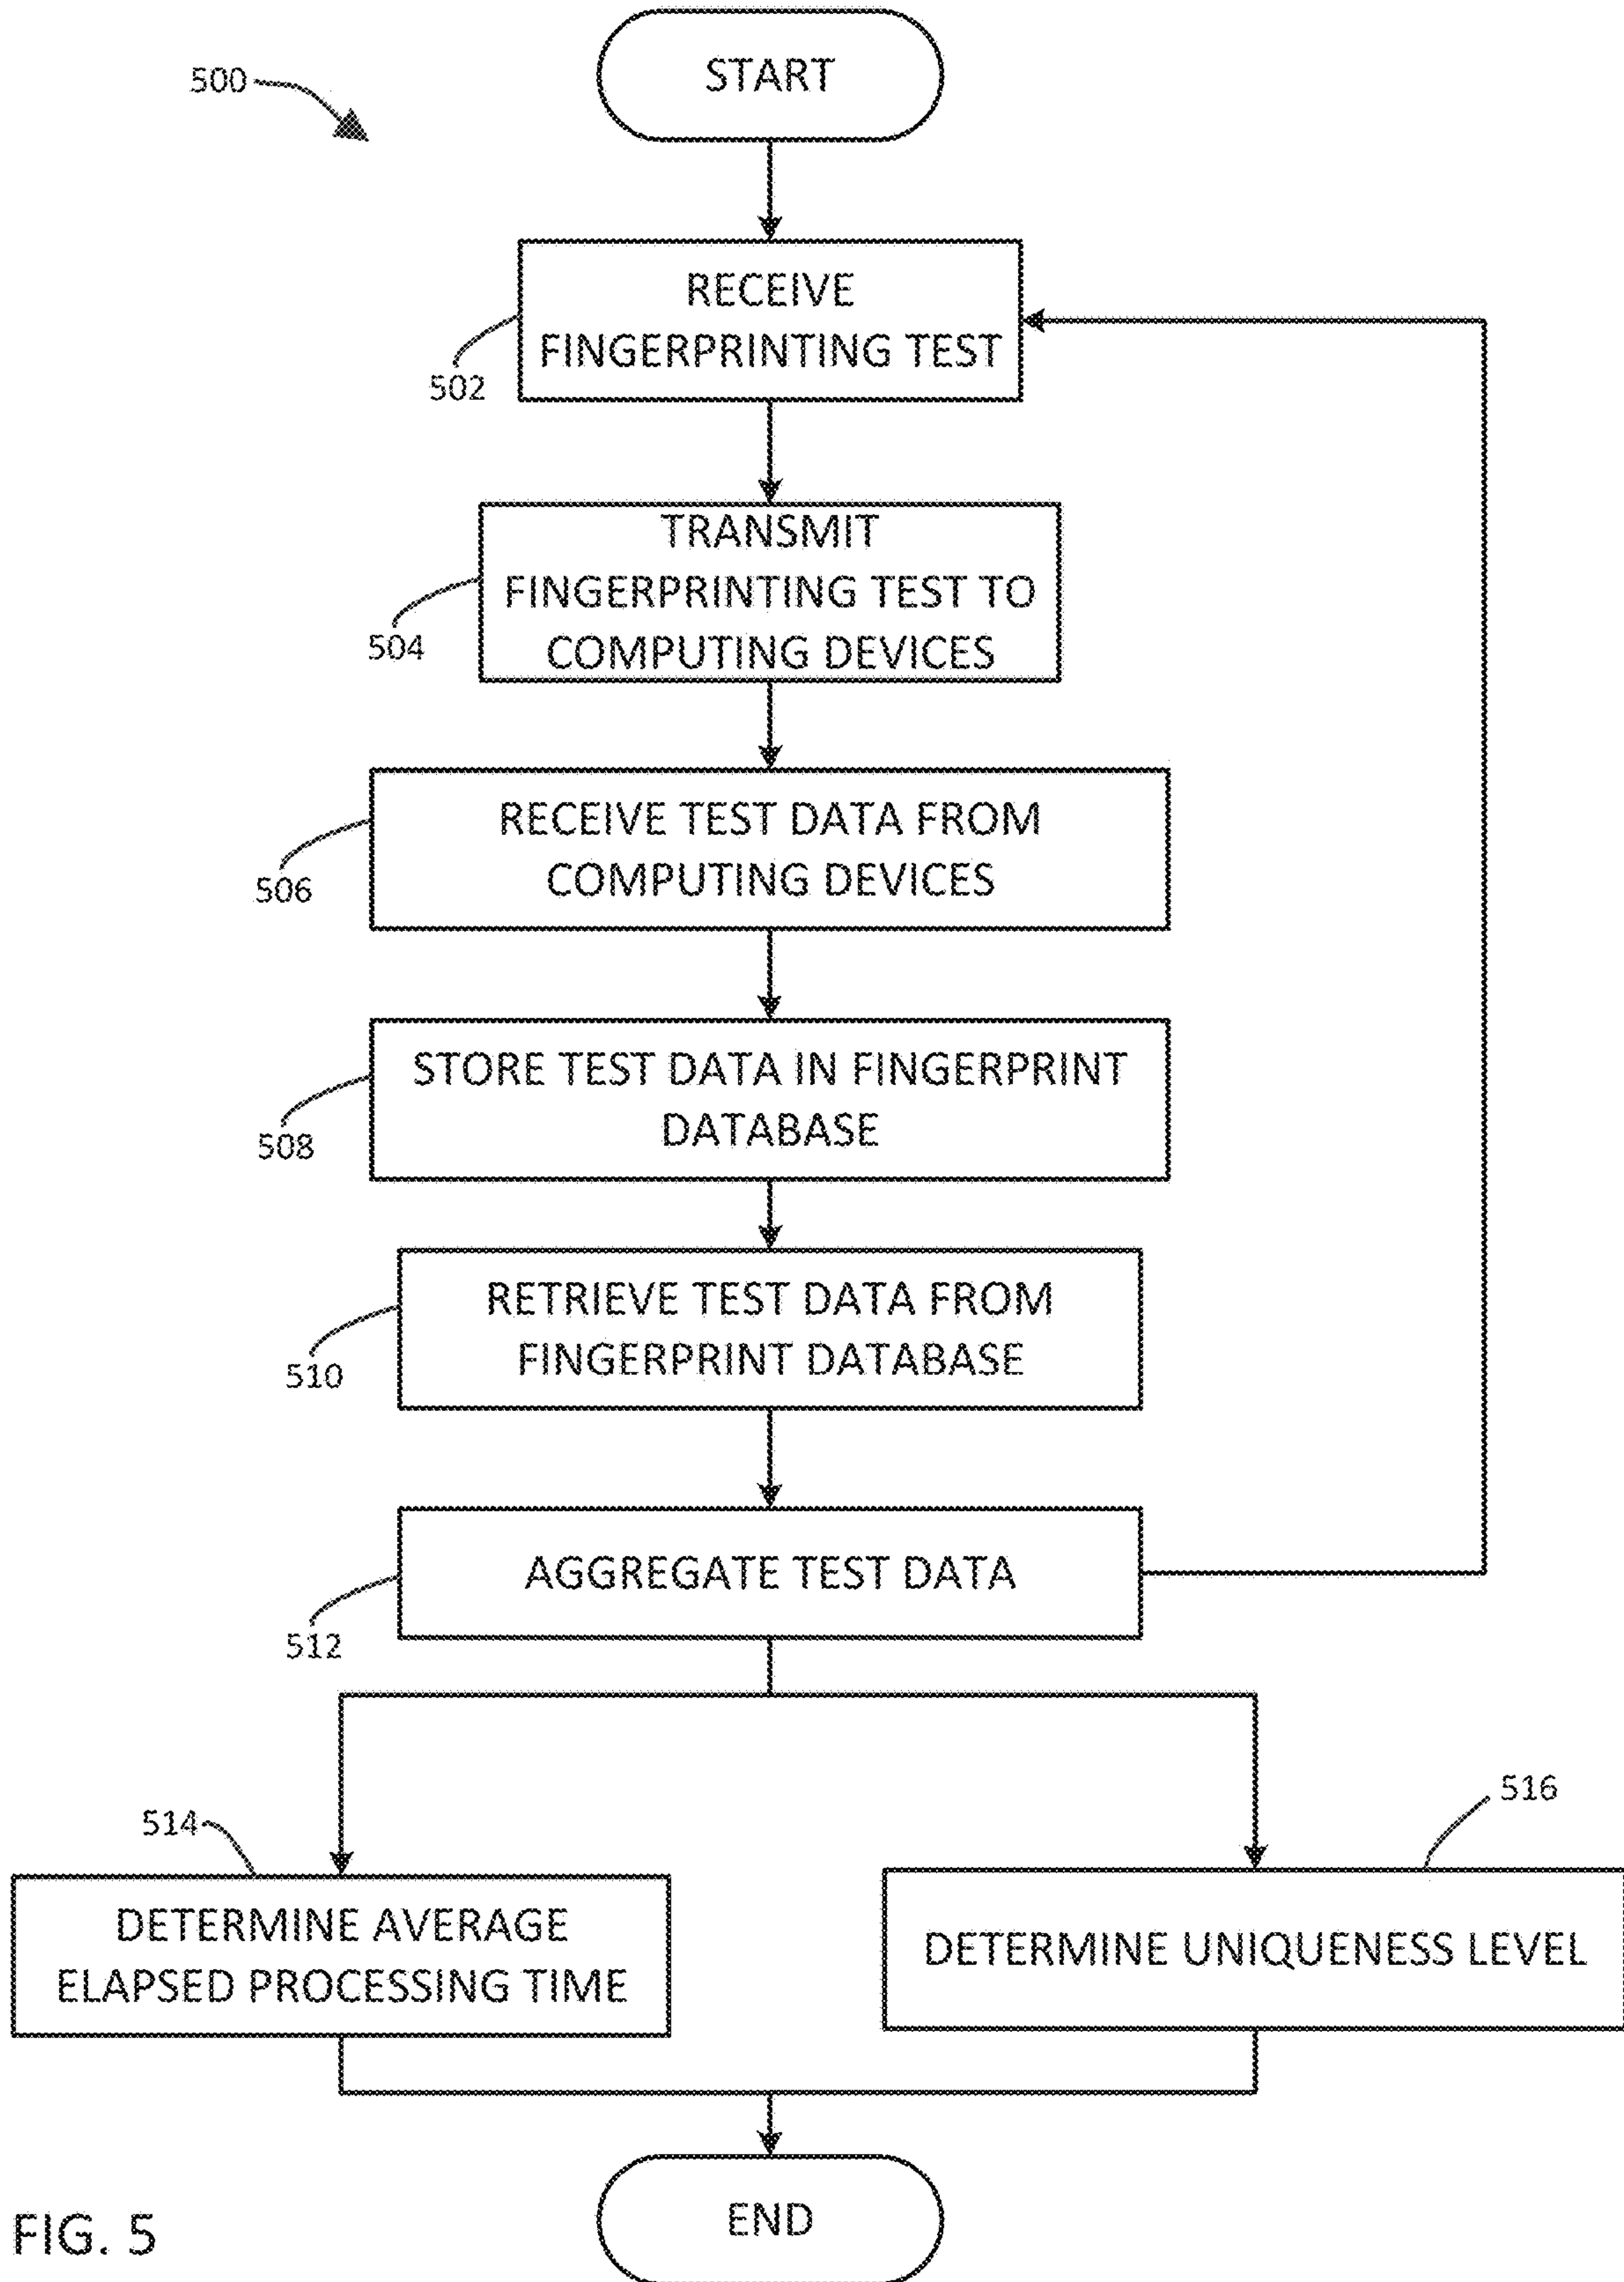 500
START
RECEIVE
FINGERPRINTING TEST
502
TRANSMIT
FINGERPRINTING TEST TO
COMPUTING DEVICES
504
RECEIVE TEST DATA FROM
COMPUTING DEVICES
506
STORE TEST DATA IN FINGERPRINT
DATABASE
508
RETRIEVE TEST DATA FROM
FINGERPRINT DATABASE
510
AGGREGATE TEST DATA
512
514
DETERMINE AVERAGE
ELAPSED PROCESSING TIME
516
DETERMINE UNIQUENESS LEVEL
END
FIG. 5